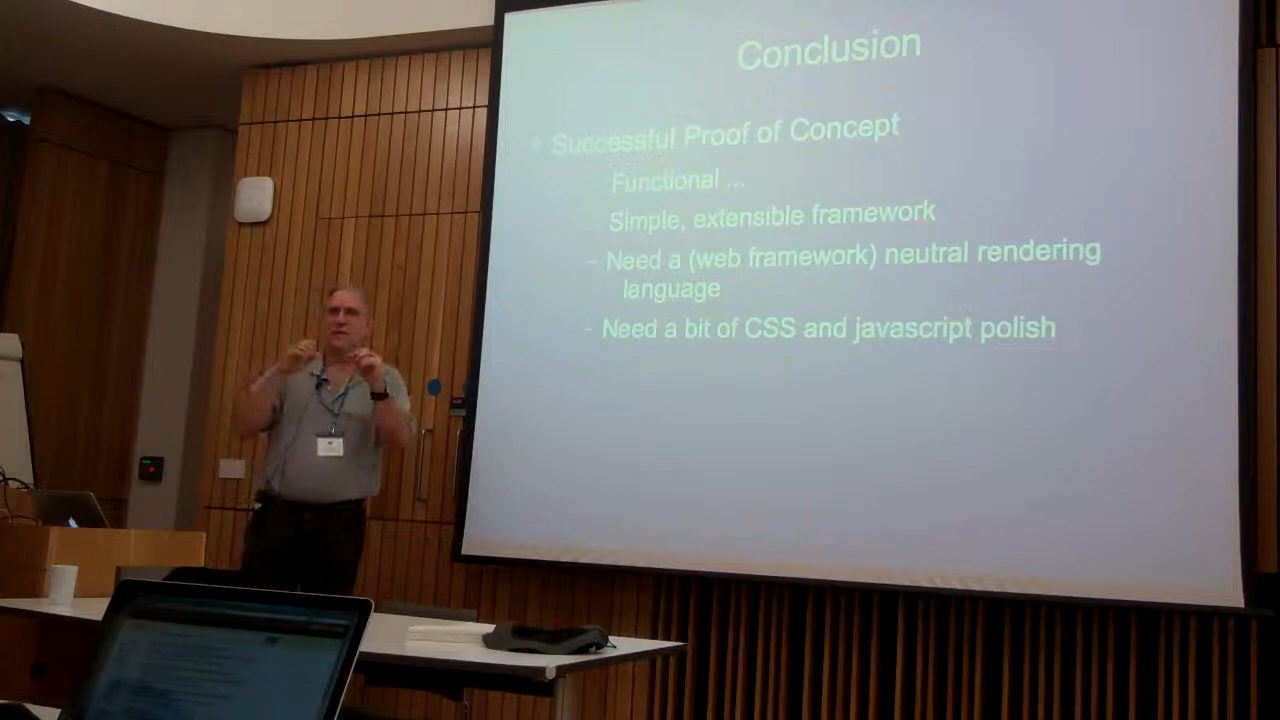 Conclusion
Successful Proof of Concept
Functional ...
Simple, extensible framework
– Need a (web framework) neutral rendering
language
– Need a bit of CSS and javascript polish